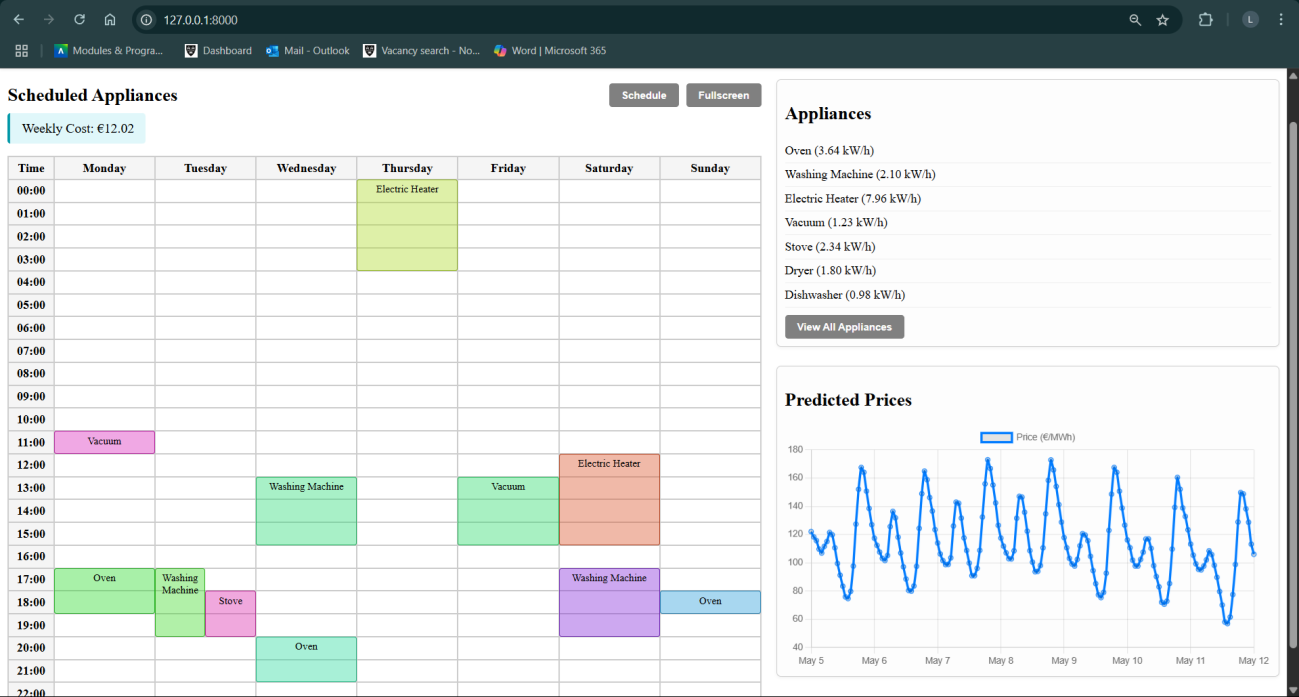 127.0.0.1:8000
L
Modules & Progra...
Dashboard
Mail - Outlook
Vacancy search - No...
Word | Microsoft 365
Scheduled Appliances
Schedule
Fullscreen
Weekly Cost: €12.02
Time Monday Tuesday Wednesday Thursday Friday Saturday Sunday
00:00 Electric Heater
01:00
02:00
03:00
04:00
05:00
06:00
07:00
08:00
09:00
10:00
11:00 Vacuum
12:00 Electric Heater
13:00 Washing Machine Vacuum
14:00
15:00
16:00
17:00 Oven Washing Machine Washing Machine
18:00 Stove Oven
19:00
20:00 Oven
21:00
22:00
Appliances
Oven (3.64 kW/h)
Washing Machine (2.10 kW/h)
Electric Heater (7.96 kW/h)
Vacuum (1.23 kW/h)
Stove (2.34 kW/h)
Dryer (1.80 kW/h)
Dishwasher (0.98 kW/h)
View All Appliances
Predicted Prices
Price (€/MWh)
180
160
140
120
100
80
60
40
May 5 May 6 May 7 May 8 May 9 May 10 May 11 May 12